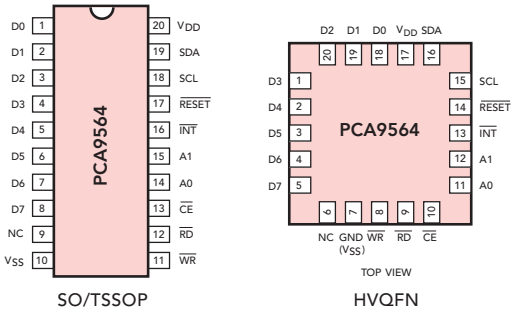 D0 1
D1 2
D2 3
D3 4
D4 5
D5 6
D6 7
D7 8
NC 9
VSS 10
PCA9564
20 VDD
19 SDA
18 SCL
17 RESET
16 INT
15 A1
14 A0
13 CE
12 RD
11 WR
SO/TSSOP
D2 D1 D0 VDD SDA
20 19 18 17 16
D3 1
D4 2
D5 3
D6 4
D7 5
PCA9564
15 SCL
14 RESET
13 INT
12 A1
11 A0
6 7 8 9 10
NC GND WR RD CE
(VSS)
TOP VIEW
HVQFN